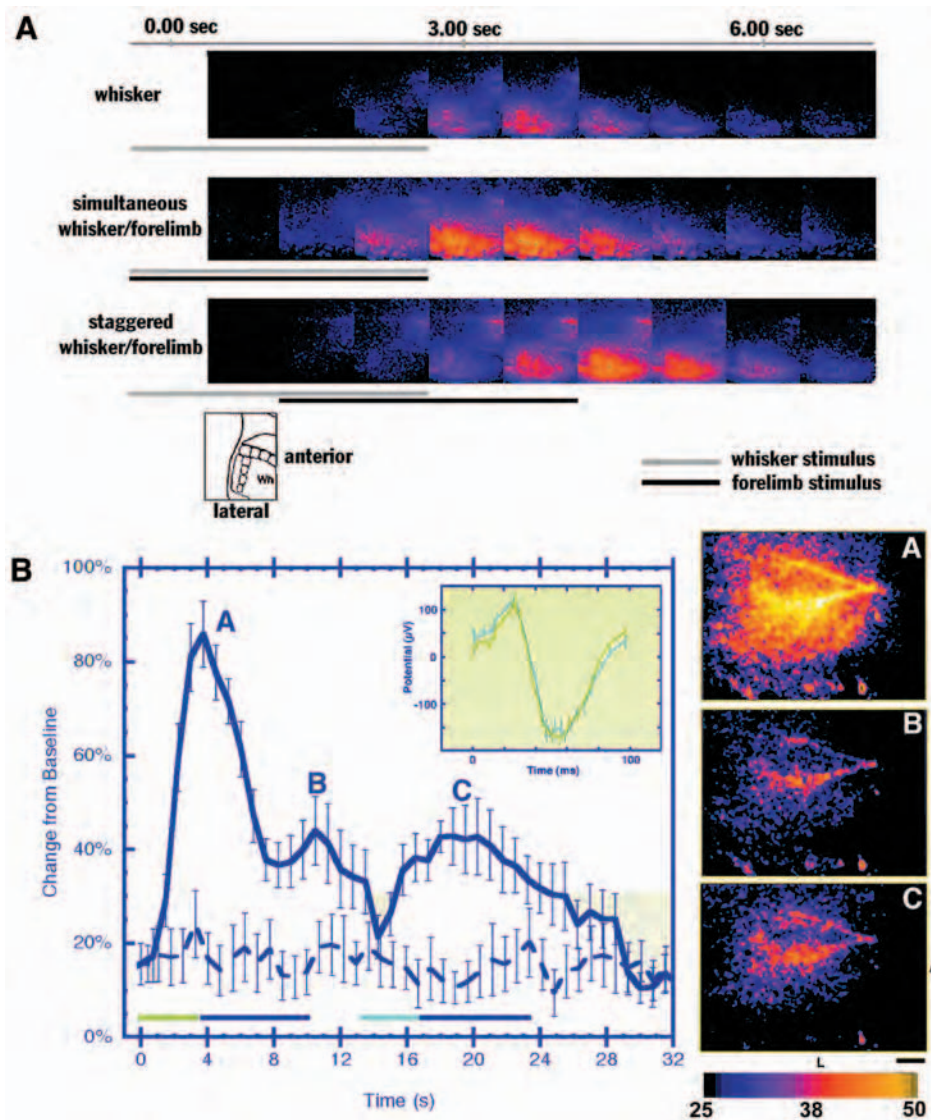 A
0.00 sec 3.00 sec 6.00 sec
whisker
simultaneous
whisker/forelimb
staggered
whisker/forelimb
Wh
anterior
lateral
whisker stimulus
forelimb stimulus
B
Change from Baseline
100%
80%
60%
40%
20%
0%
A
B
C
Potential (µV)
100
0
-100
0 100
Time (ms)
0 4 8 12 16 20 24 28 32
Time (s)
A
B
C
L
25 38 50